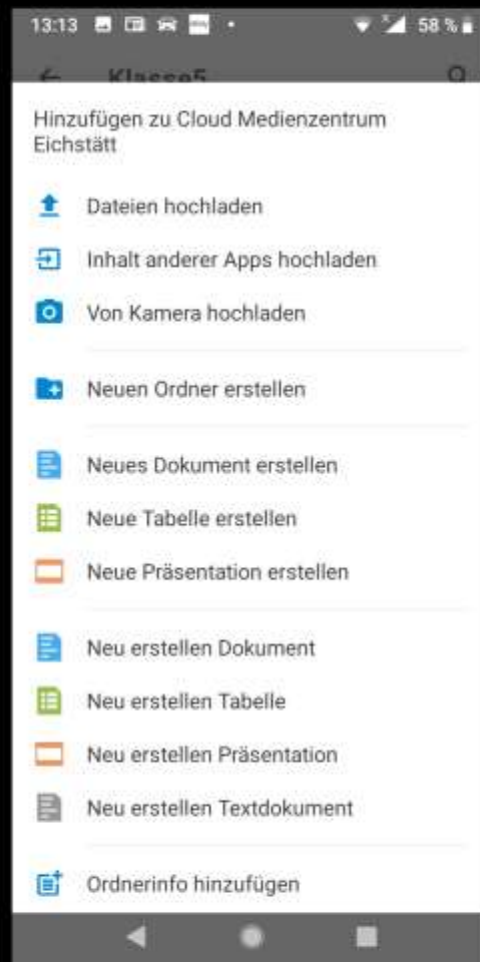 13:13
58 %
Klasse5
Hinzufügen zu Cloud Medienzentrum
Eichstätt
Dateien hochladen
Inhalt anderer Apps hochladen
Von Kamera hochladen
Neuen Ordner erstellen
Neues Dokument erstellen
Neue Tabelle erstellen
Neue Präsentation erstellen
Neu erstellen Dokument
Neu erstellen Tabelle
Neu erstellen Präsentation
Neu erstellen Textdokument
Ordnerinfo hinzufügen